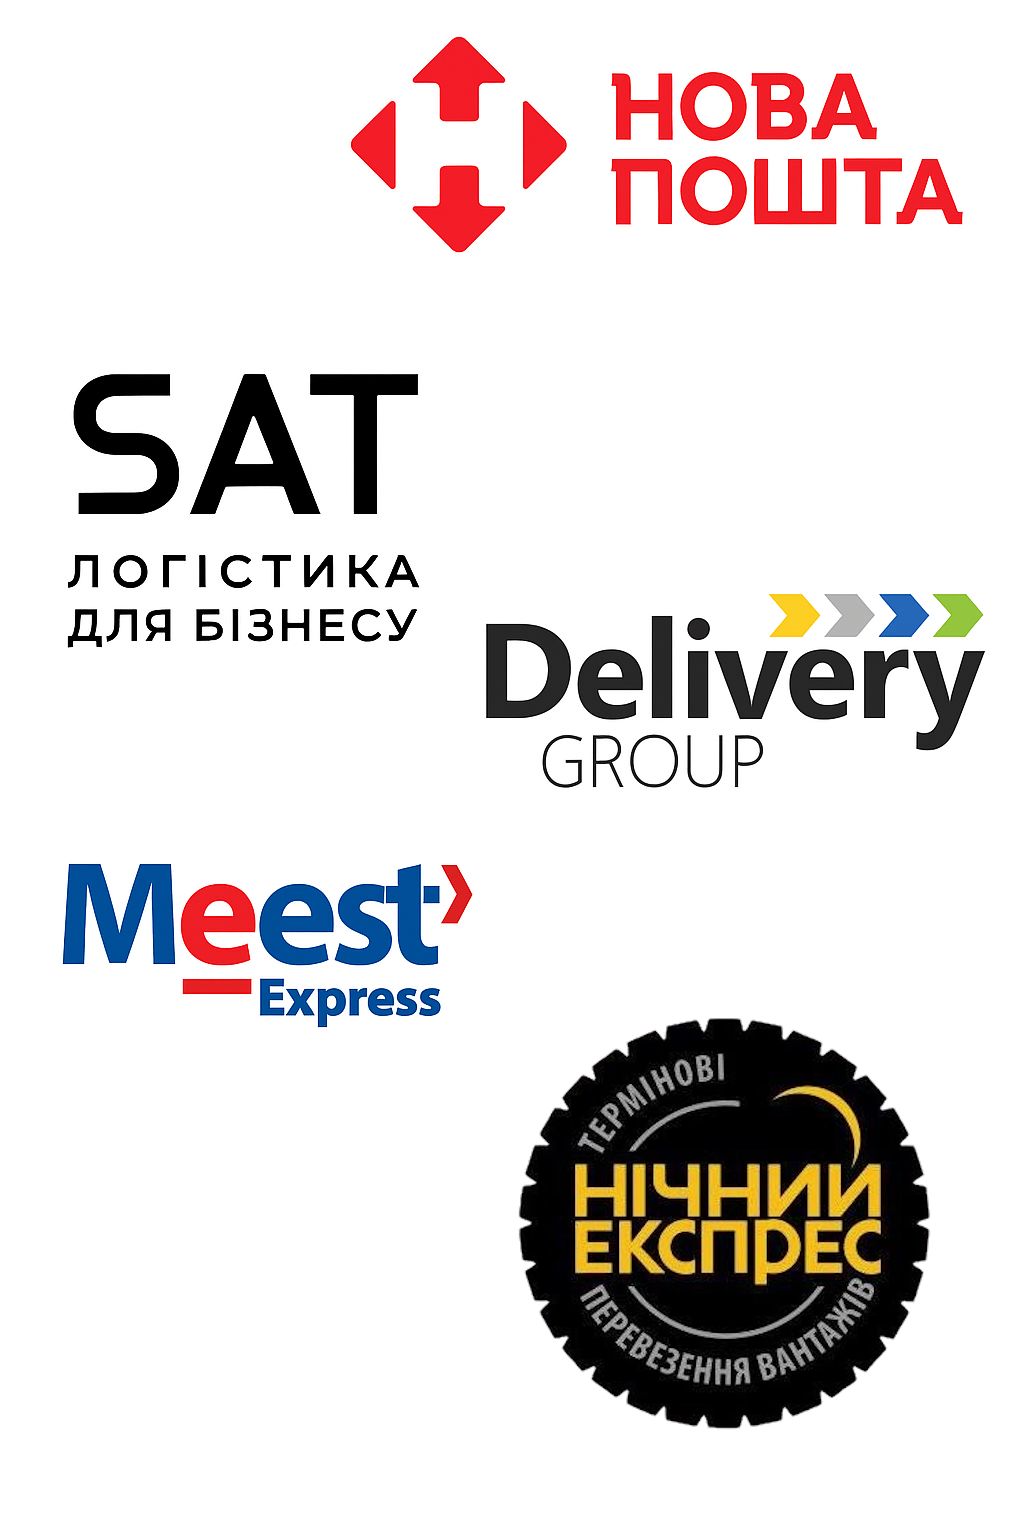 НОВА
ПОШТА
SAT
ЛОГІСТИКА
ДЛЯ БІЗНЕСУ
Delivery
GROUP
Meest
Express
ТЕРМІНОВІ
НІЧНИЙ
ЕКСПРЕС
ПЕРЕВЕЗЕННЯ ВАНТАЖІВ